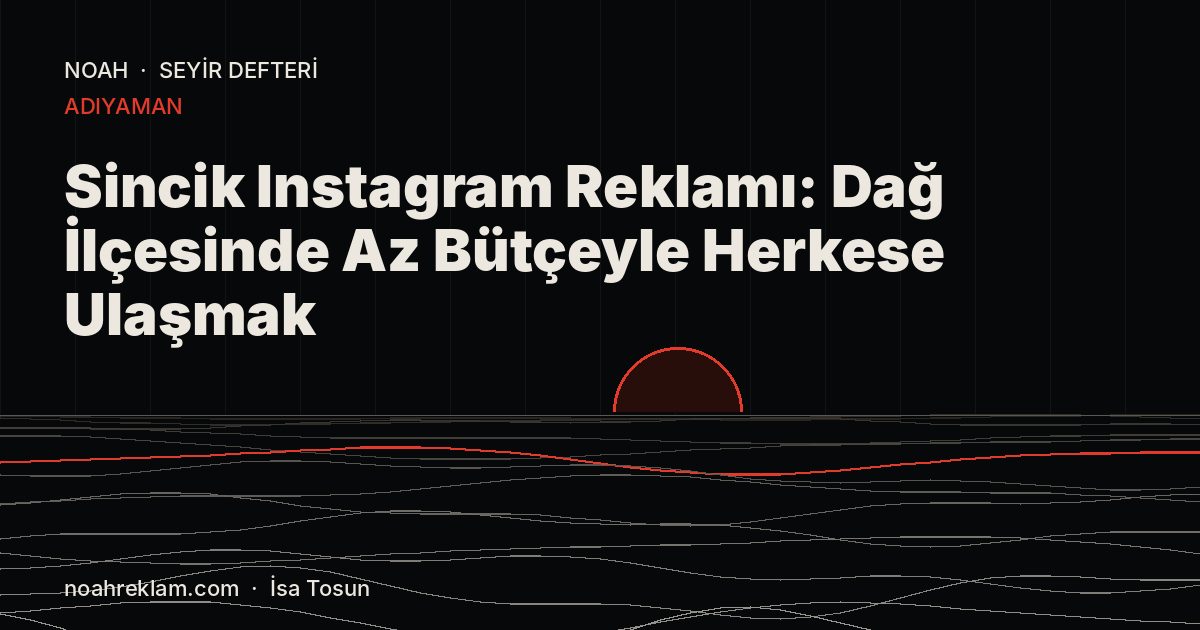 NOAH · SEYİR DEFTERİ
ADIYAMAN
Sincik Instagram Reklamı: Dağ
İlçesinde Az Bütçeyle Herkese
Ulaşmak
noahreklam.com · İsa Tosun